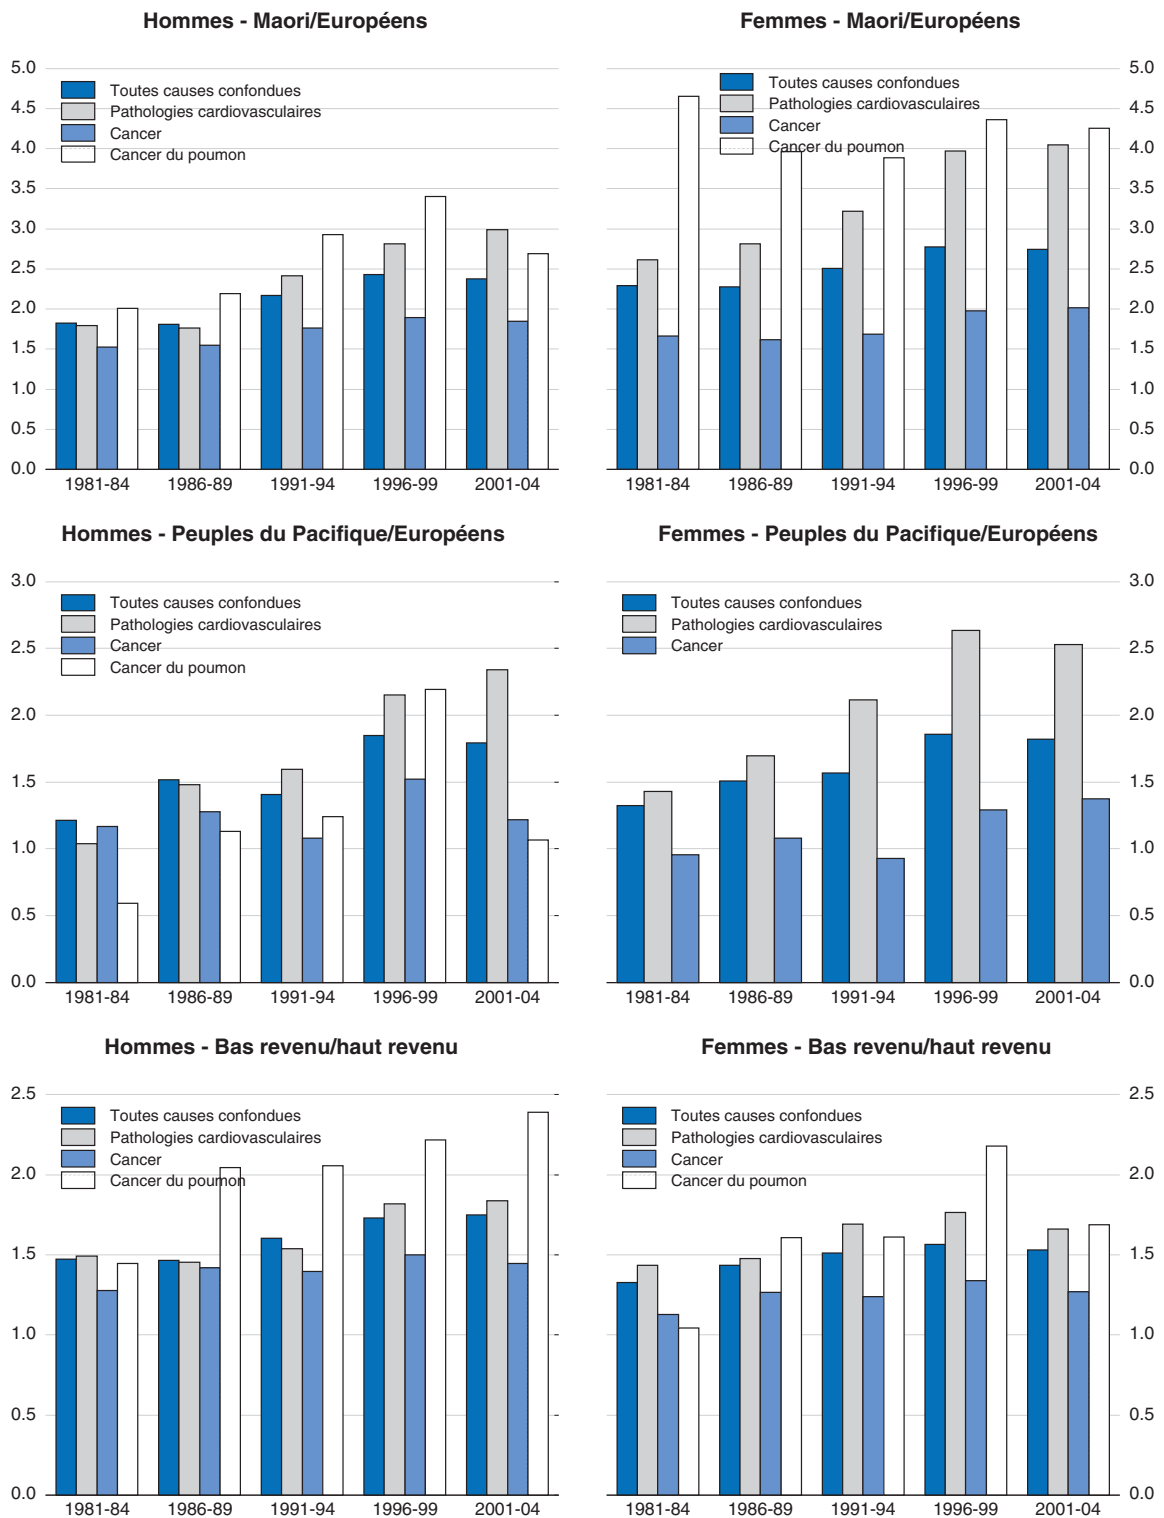 Hommes - Maori/Européens
5.0
4.5
4.0
3.5
3.0
2.5
2.0
1.5
1.0
0.5
0.0
Toutes causes confondues
Pathologies cardiovasculaires
Cancer
Cancer du poumon
1981-84 1986-89 1991-94 1996-99 2001-04
Femmes - Maori/Européens
Toutes causes confondues
Pathologies cardiovasculaires
Cancer
Cancer du poumon
5.0
4.5
4.0
3.5
3.0
2.5
2.0
1.5
1.0
0.5
0.0
1981-84 1986-89 1991-94 1996-99 2001-04
Hommes - Peuples du Pacifique/Européens
3.0
2.5
2.0
1.5
1.0
0.5
0.0
Toutes causes confondues
Pathologies cardiovasculaires
Cancer
Cancer du poumon
1981-84 1986-89 1991-94 1996-99 2001-04
Femmes - Peuples du Pacifique/Européens
Toutes causes confondues
Pathologies cardiovasculaires
Cancer
3.0
2.5
2.0
1.5
1.0
0.5
0.0
1981-84 1986-89 1991-94 1996-99 2001-04
Hommes - Bas revenu/haut revenu
2.5
2.0
1.5
1.0
0.5
0.0
Toutes causes confondues
Pathologies cardiovasculaires
Cancer
Cancer du poumon
1981-84 1986-89 1991-94 1996-99 2001-04
Femmes - Bas revenu/haut revenu
Toutes causes confondues
Pathologies cardiovasculaires
Cancer
Cancer du poumon
2.5
2.0
1.5
1.0
0.5
0.0
1981-84 1986-89 1991-94 1996-99 2001-04